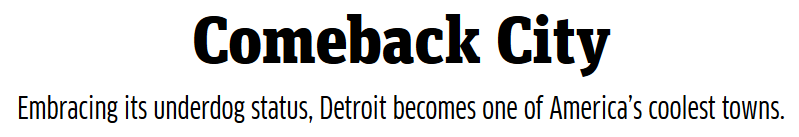 Comeback City
Embracing its underdog status, Detroit becomes one of America’s coolest towns.